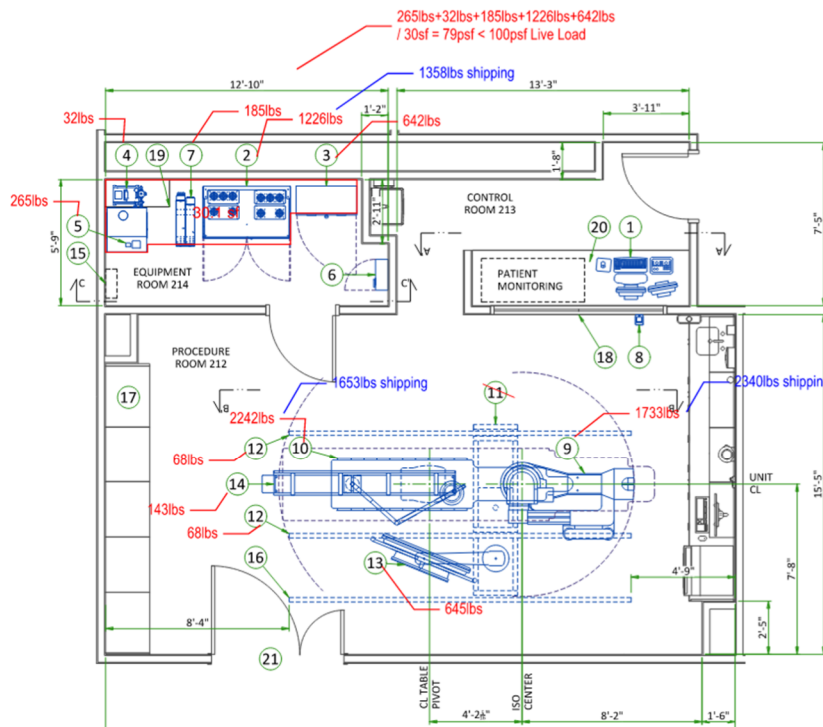 265lbs+32lbs+185lbs+1226lbs+642lbs
/ 30sf = 79psf < 100psf Live Load
1358lbs shipping
12'-10"
13'-3"
1'-2"
3'-11"
185lbs
32lbs
1226lbs
642lbs
4
19
7
2
3
1'-8"
CONTROL
ROOM 213
265lbs
5'-9"
2'-11"
7'-5"
5
15
6
20
1
A
A
EQUIPMENT
ROOM 214
PATIENT
MONITORING
C
C'
PROCEDURE
ROOM 212
18
8
17
1653lbs shipping
11
2340lbs shippin
B
B
2242lbs
1733lbs
12
10
9
68lbs
14
UNIT
CL
143lbs
12
68lbs
15'-5"
16
13
4'-9"
7'-8"
645lbs
8'-4"
2'-5"
21
CL TABLE
PIVOT
ISO
CENTER
8'-2"
1'-6"